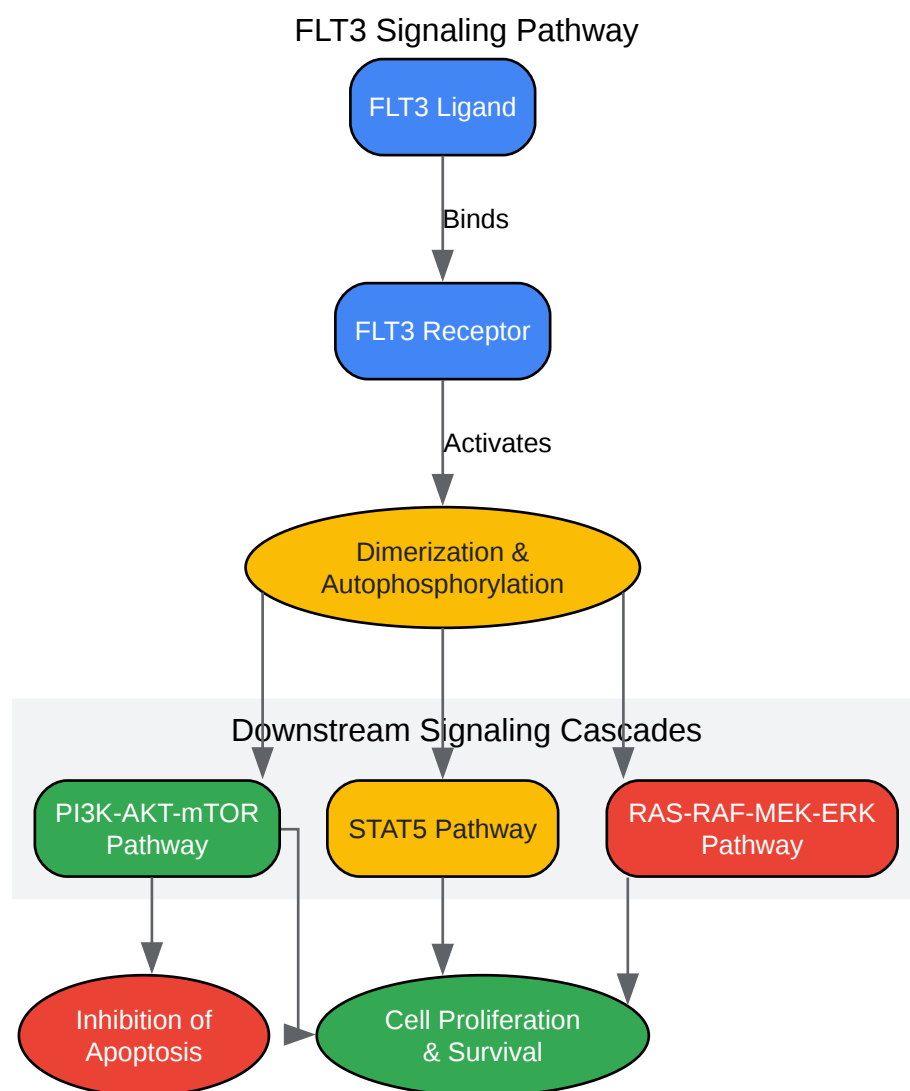 FLT3 Signaling Pathway
FLT3 Ligand
Binds
FLT3 Receptor
Activates
Dimerization &
Autophosphorylation
Downstream Signaling Cascades
PI3K-AKT-mTOR
Pathway
STAT5 Pathway
RAS-RAF-MEK-ERK
Pathway
Inhibition of
Apoptosis
Cell Proliferation
& Survival